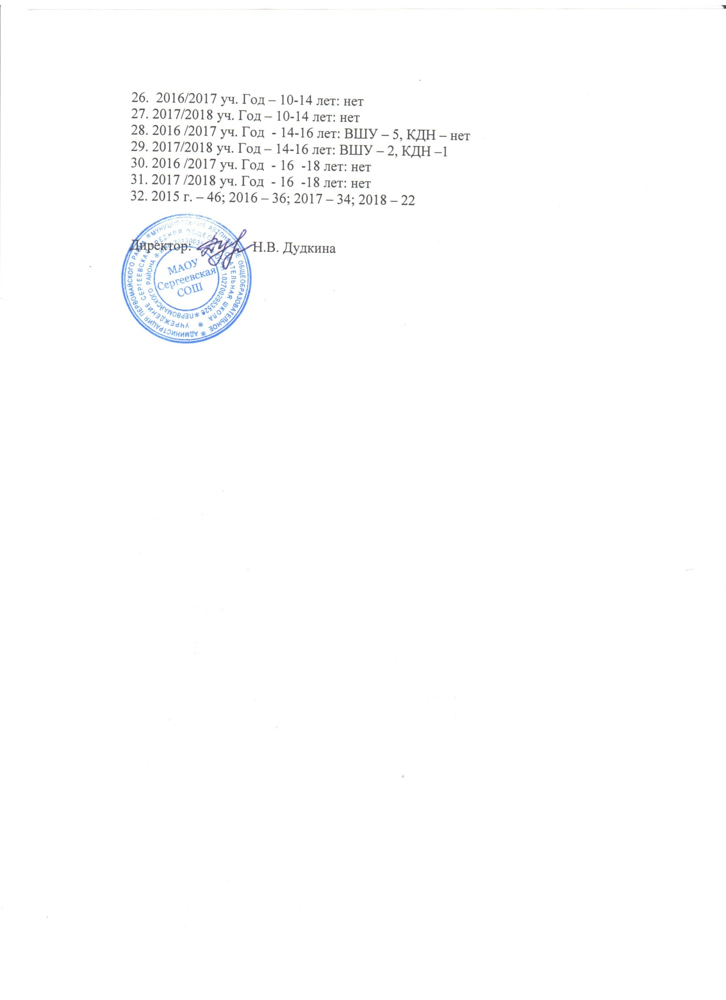 26.  2016/2017 уч. Год – 10-14 лет: нет
27. 2017/2018 уч. Год – 10-14 лет: нет
28. 2016 /2017 уч. Год  - 14-16 лет: ВШУ – 5, КДН – нет
29. 2017/2018 уч. Год – 14-16 лет: ВШУ – 2, КДН –1
30. 2016 /2017 уч. Год  - 16  -18 лет: нет
31. 2017 /2018 уч. Год  - 16  -18 лет: нет
32. 2015 г. – 46; 2016 – 36; 2017 – 34; 2018 – 22
Директор: Н.В. Дудкина
АДМИНИСТРАЦИЯ ПЕРВОМАЙСКОГО РАЙОНА * МУНИЦИПАЛЬНОЕ АВТОНОМНОЕ ОБЩЕОБРАЗОВАТЕЛЬНОЕ *
УЧРЕЖДЕНИЕ СЕРГЕЕВСКАЯ СРЕДНЯЯ ОБЩЕОБРАЗОВАТЕЛЬНАЯ ШКОЛА *
* ПЕРВОМАЙСКОГО РАЙОНА * ИНН ОГРН 1027002953526
МАОУ
Сергеевская
СОШ